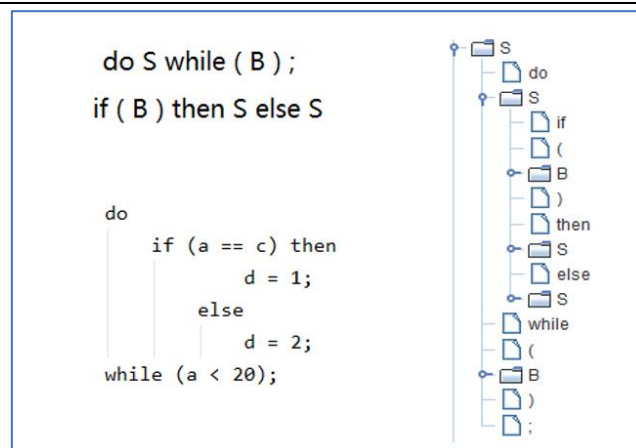 do S while ( B ) ;
if ( B ) then S else S
do
if (a == c) then
d = 1;
else
d = 2;
while (a < 20);
S
do
S
if
(
B
)
then
S
else
S
while
(
B
)
;